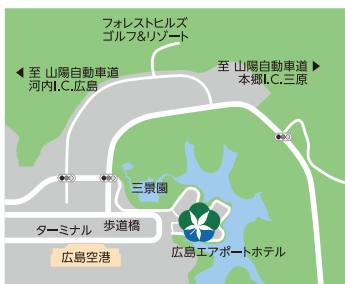 フォレストヒルズ
ゴルフ&リゾート
◀ 至 山陽自動車道
河内I.C.広島
至 山陽自動車道 ▶
本郷I.C.三原
三景園
ターミナル
歩道橋
広島エアポートホテル
広島空港